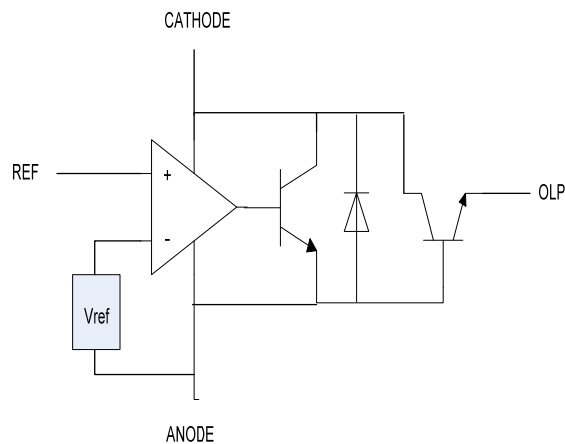 CATHODE
REF
+
-
Vref
OLP
ANODE